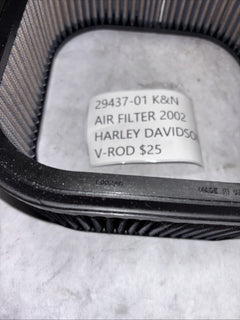 29437-01 K&N
AIR FILTER 2002
HARLEY DAVIDSO
V-ROD $25